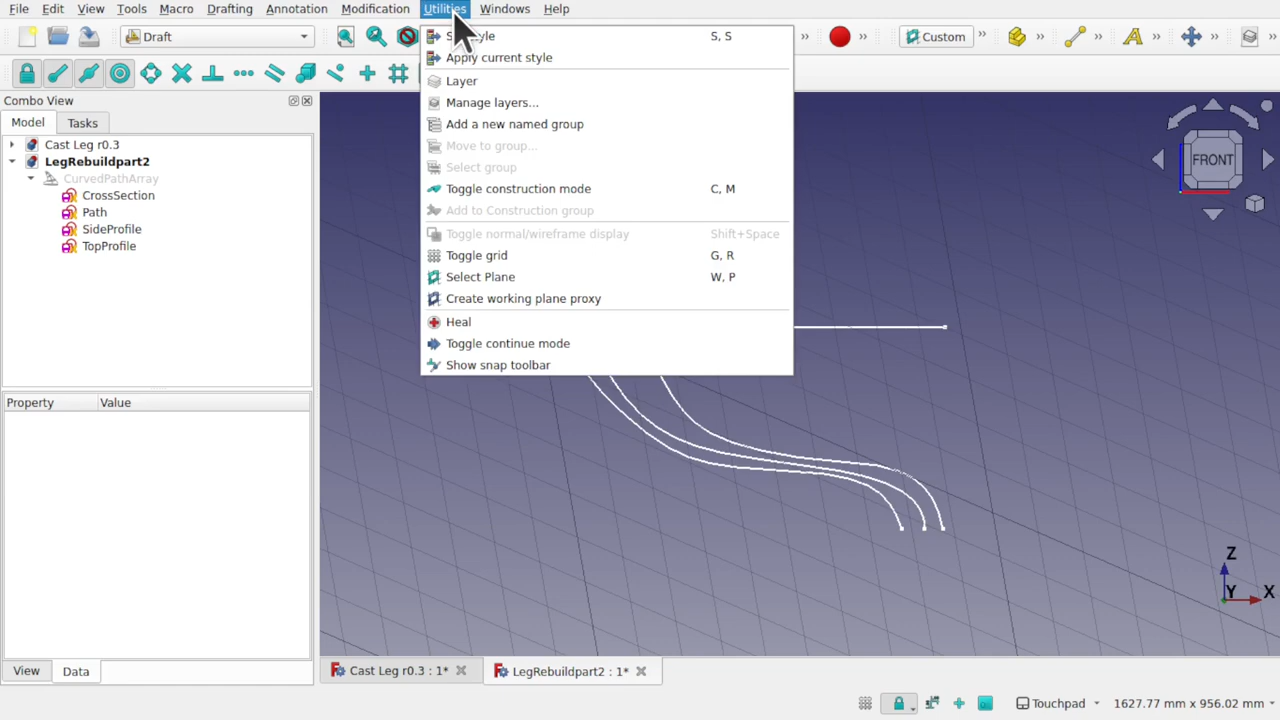 File Edit View Tools Macro Drafting Annotation Modification Utilities Windows Help
Draft
Custom
Combo View
Model Tasks
Cast Leg r0.3
LegRebuildpart2
CurvedPathArray
CrossSection
Path
SideProfile
TopProfile
Property Value
View Data
S, S
Apply current style
Layer
Manage layers...
Add a new named group
Move to group...
Select group
Toggle construction mode C, M
Add to Construction group
Toggle normal/wireframe display Shift+Space
Toggle grid G, R
Select Plane W, P
Create working plane proxy
Heal
Toggle continue mode
Show snap toolbar
FRONT
Z
Y X
Cast Leg r0.3 : 1*
LegRebuildpart2 : 1*
Touchpad 1627.77 mm x 956.02 mm